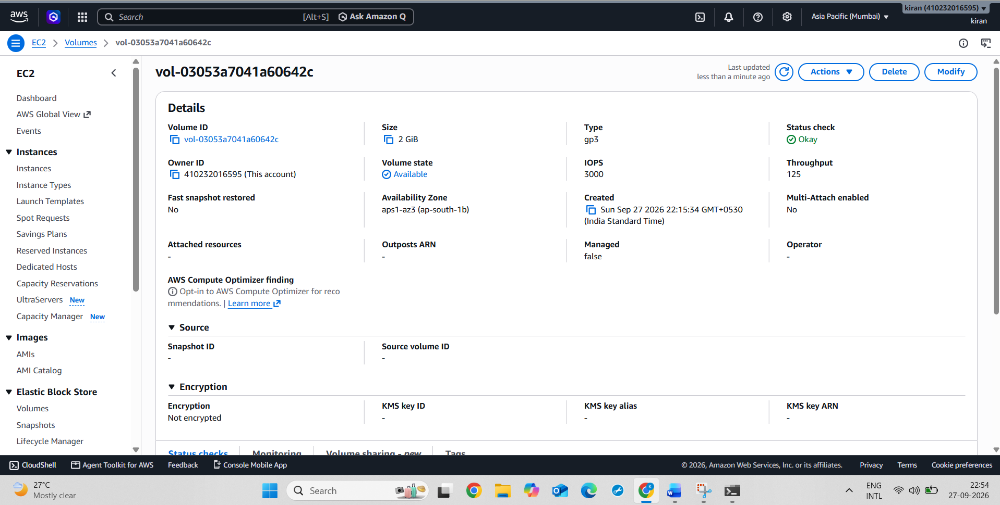 aws
Search
[Alt+S]
Ask Amazon Q
Asia Pacific (Mumbai)
kiran (410232016595)
kiran
EC2
Volumes
vol-03053a7041a60642c
EC2
Dashboard
AWS Global View
Events
Instances
Instances
Instance Types
Launch Templates
Spot Requests
Savings Plans
Reserved Instances
Dedicated Hosts
Capacity Reservations
UltraServers New
Capacity Manager New
Images
AMIs
AMI Catalog
Elastic Block Store
Volumes
Snapshots
Lifecycle Manager
vol-03053a7041a60642c
Last updated
less than a minute ago
Actions
Delete
Modify
Details
Volume ID
vol-03053a7041a60642c
Size
2 GiB
Type
gp3
Status check
Okay
Owner ID
410232016595 (This account)
Volume state
Available
IOPS
3000
Throughput
125
Fast snapshot restored
No
Availability Zone
aps1-az3 (ap-south-1b)
Created
Sun Sep 27 2026 22:15:34 GMT+0530
(India Standard Time)
Multi-Attach enabled
No
Attached resources
-
Outposts ARN
-
Managed
false
Operator
-
AWS Compute Optimizer finding
Opt-in to AWS Compute Optimizer for reco
mmendations. | Learn more
Source
Snapshot ID
-
Source volume ID
-
Encryption
Encryption
Not encrypted
KMS key ID
-
KMS key alias
-
KMS key ARN
-
Status checks
Monitoring
Volume sharing - new
Tags
CloudShell
Agent Toolkit for AWS
Feedback
Console Mobile App
© 2026, Amazon Web Services, Inc. or its affiliates.
Privacy
Terms
Cookie preferences
27°C
Mostly clear
Search
ENG
INTL
22:54
27-09-2026